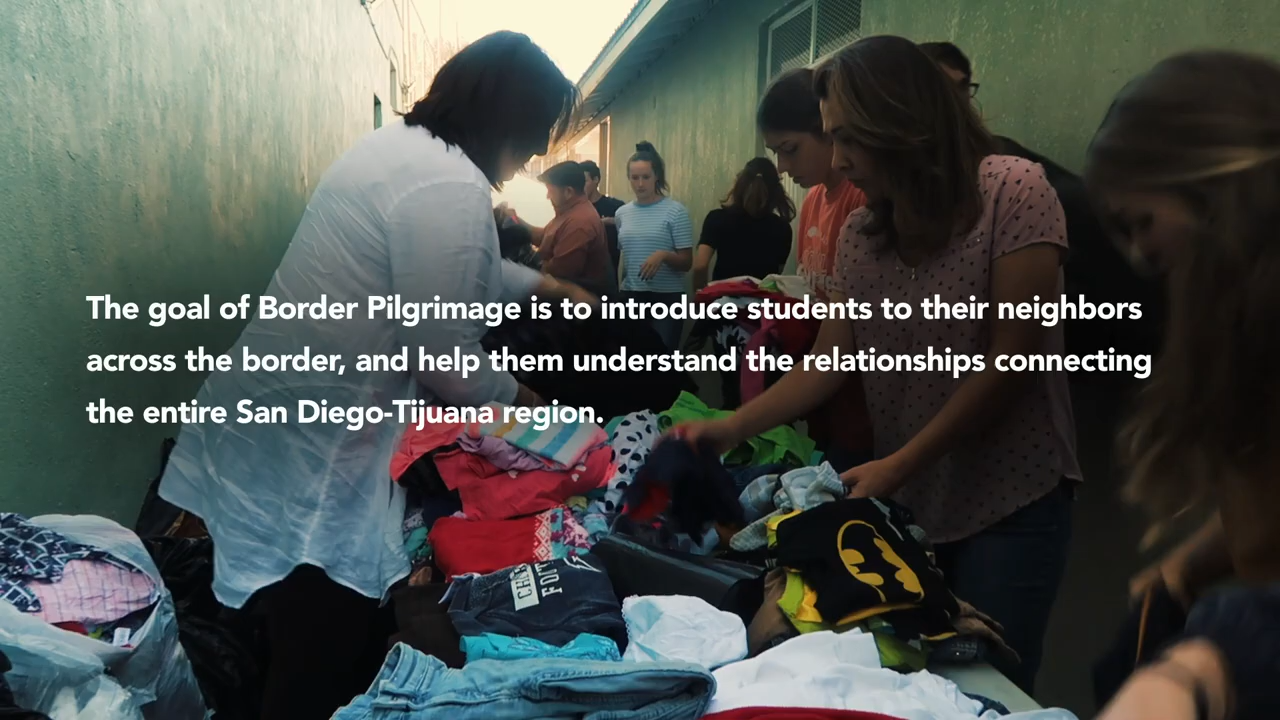 The goal of Border Pilgrimage is to introduce students to their neighbors
across the border, and help them understand the relationships connecting
the entire San Diego-Tijuana region.